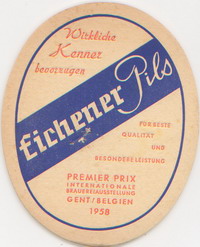 Wirkliche
Kenner
bevorzugen
Eichener Pils
FÜR BESTE
QUALITÄT
UND
BESONDERE LEISTUNG
PREMIER PRIX
INTERNATIONALE
BRAUEREIAUSSTELLUNG
GENT/BELGIEN
1958